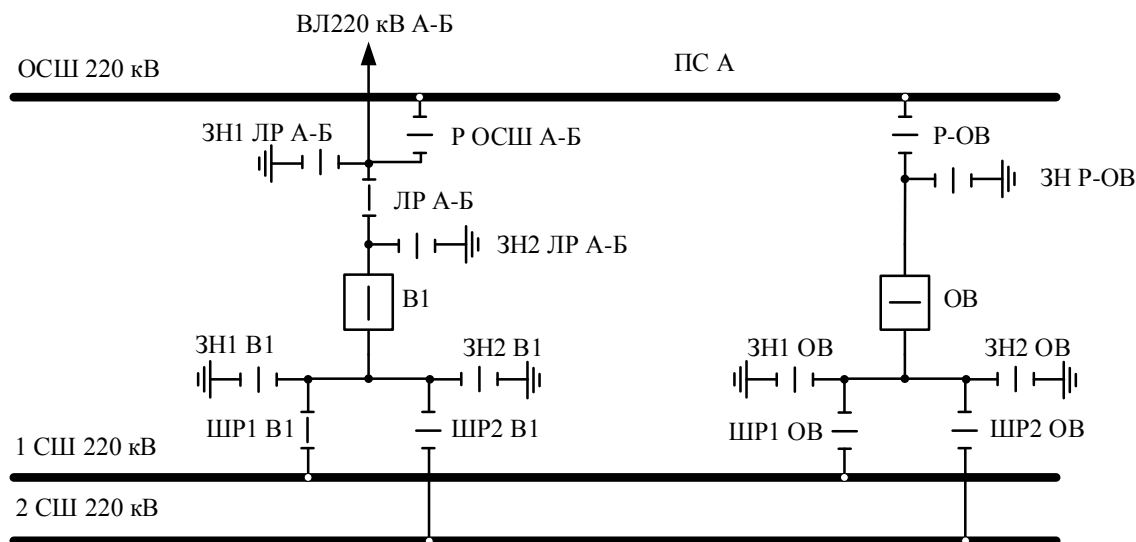 ВЛ220 кВ А-Б
ОСШ 220 кВ
ПС А
ЗН1 ЛР А-Б
Р ОСШ А-Б
Р-ОВ
ЗН Р-ОВ
ЛР А-Б
ЗН2 ЛР А-Б
В1
ОВ
ЗН1 В1
ЗН2 В1
ЗН1 ОВ
ЗН2 ОВ
ШР1 В1
ШР2 В1
ШР1 ОВ
ШР2 ОВ
1 СШ 220 кВ
2 СШ 220 кВ